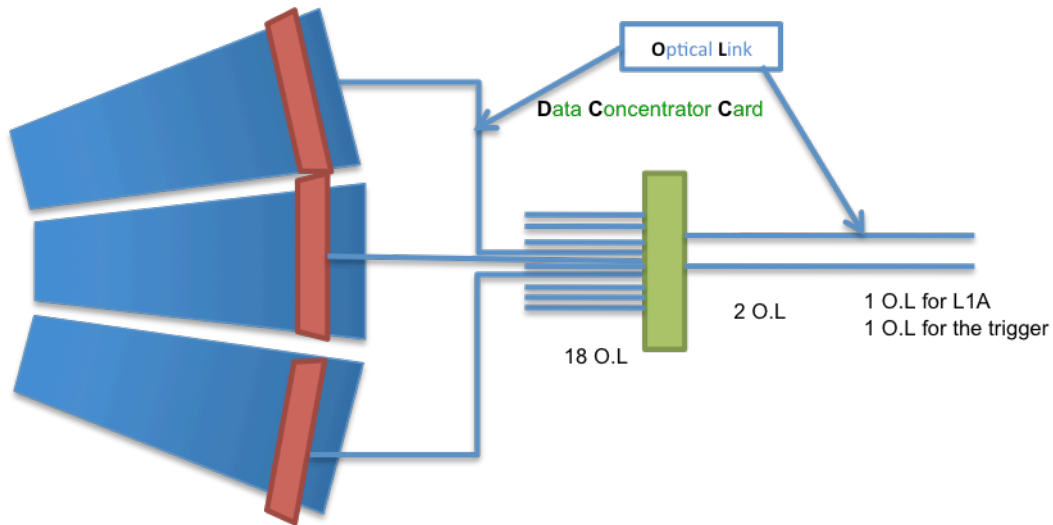 Optical Link
Data Concentrator Card
2 O.L
1 O.L for L1A
1 O.L for the trigger
18 O.L